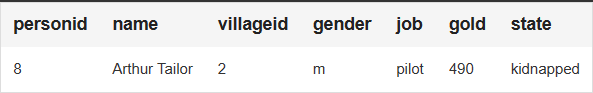 personid name villageid gender job gold state
8 Arthur Tailor 2 m pilot 490 kidnapped